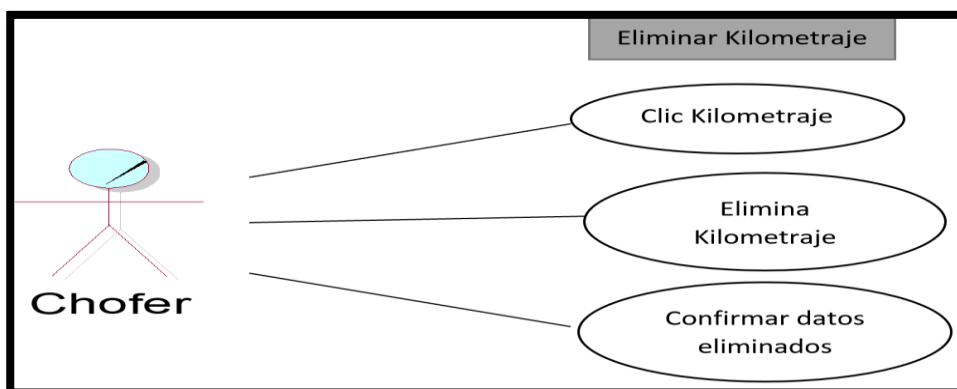 Eliminar Kilometraje
Clic Kilometraje
Elimina
Kilometraje
Chofer
Confirmar datos
eliminados